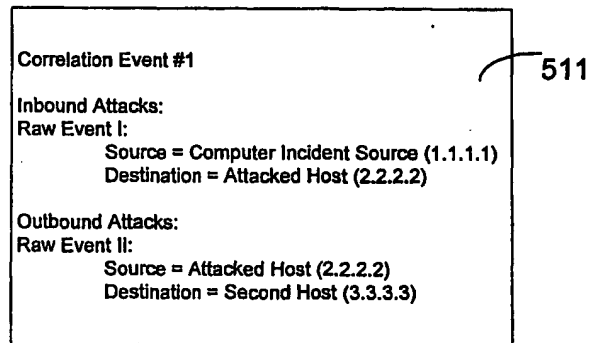 Correlation Event #1
511
Inbound Attacks:
Raw Event I:
Source = Computer Incident Source (1.1.1.1)
Destination = Attacked Host (2.2.2.2)
Outbound Attacks:
Raw Event II:
Source = Attacked Host (2.2.2.2)
Destination = Second Host (3.3.3.3)